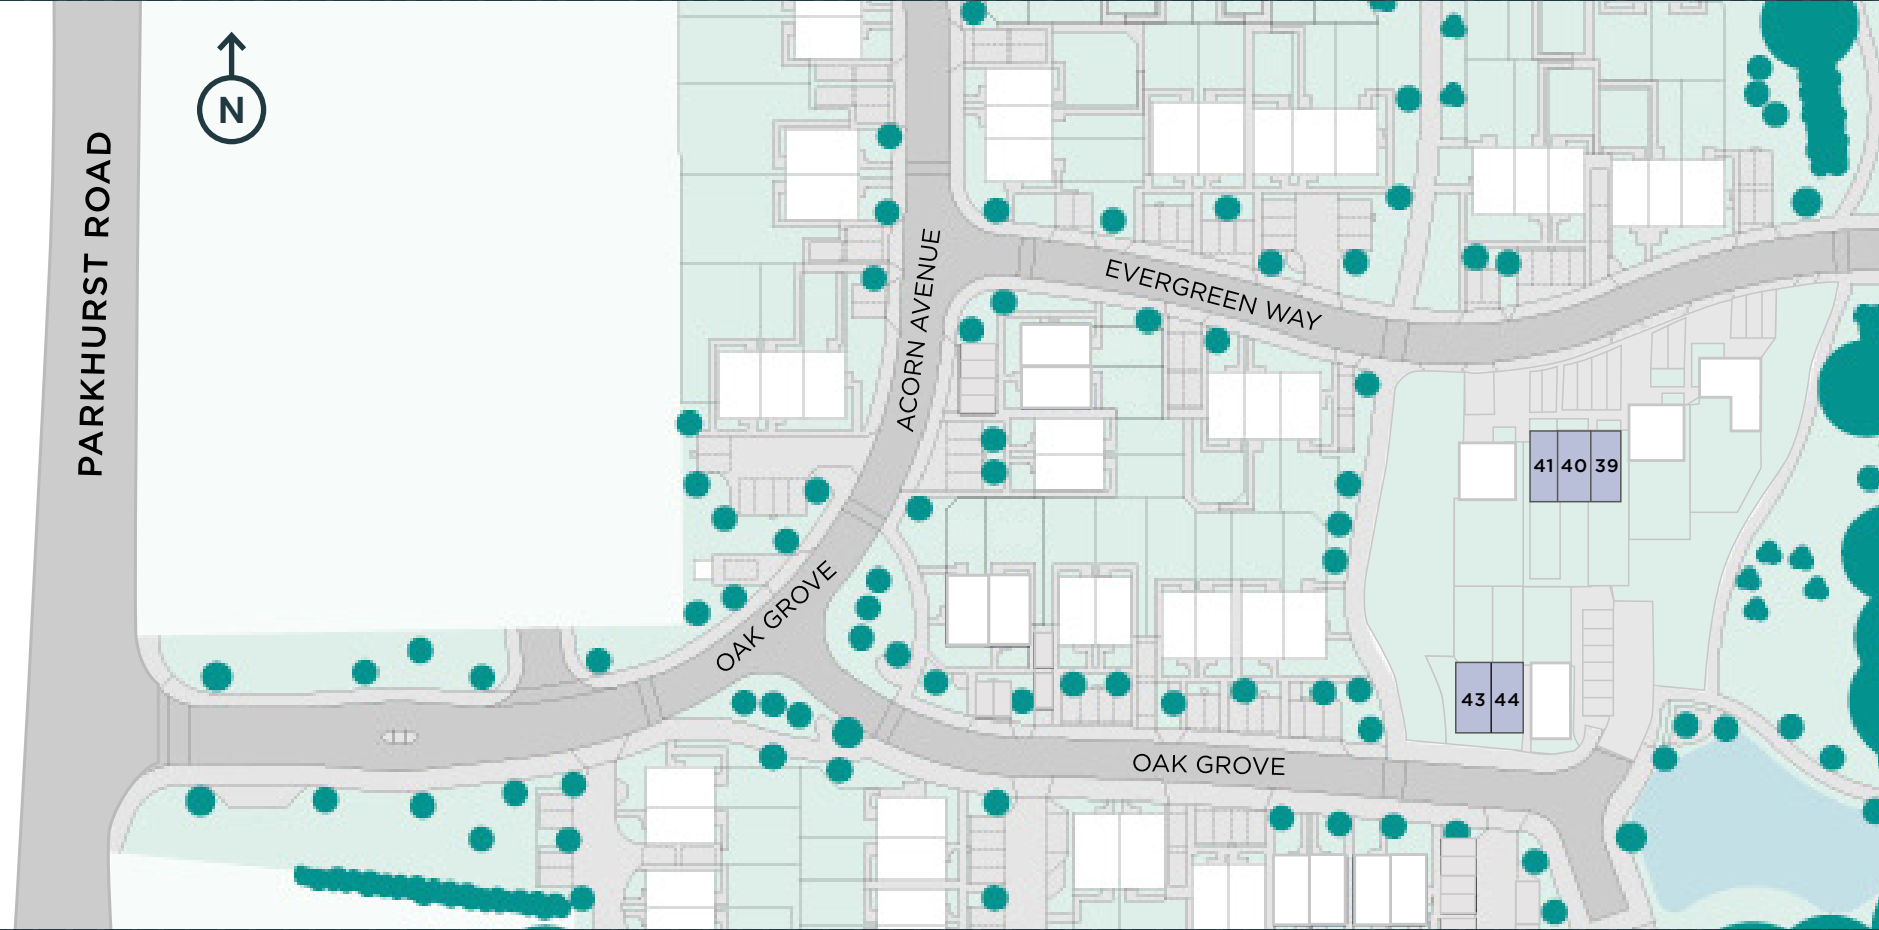 N
PARKHURST ROAD
ACORN AVENUE
EVERGREEN WAY
41 40 39
OAK GROVE
43 44
OAK GROVE